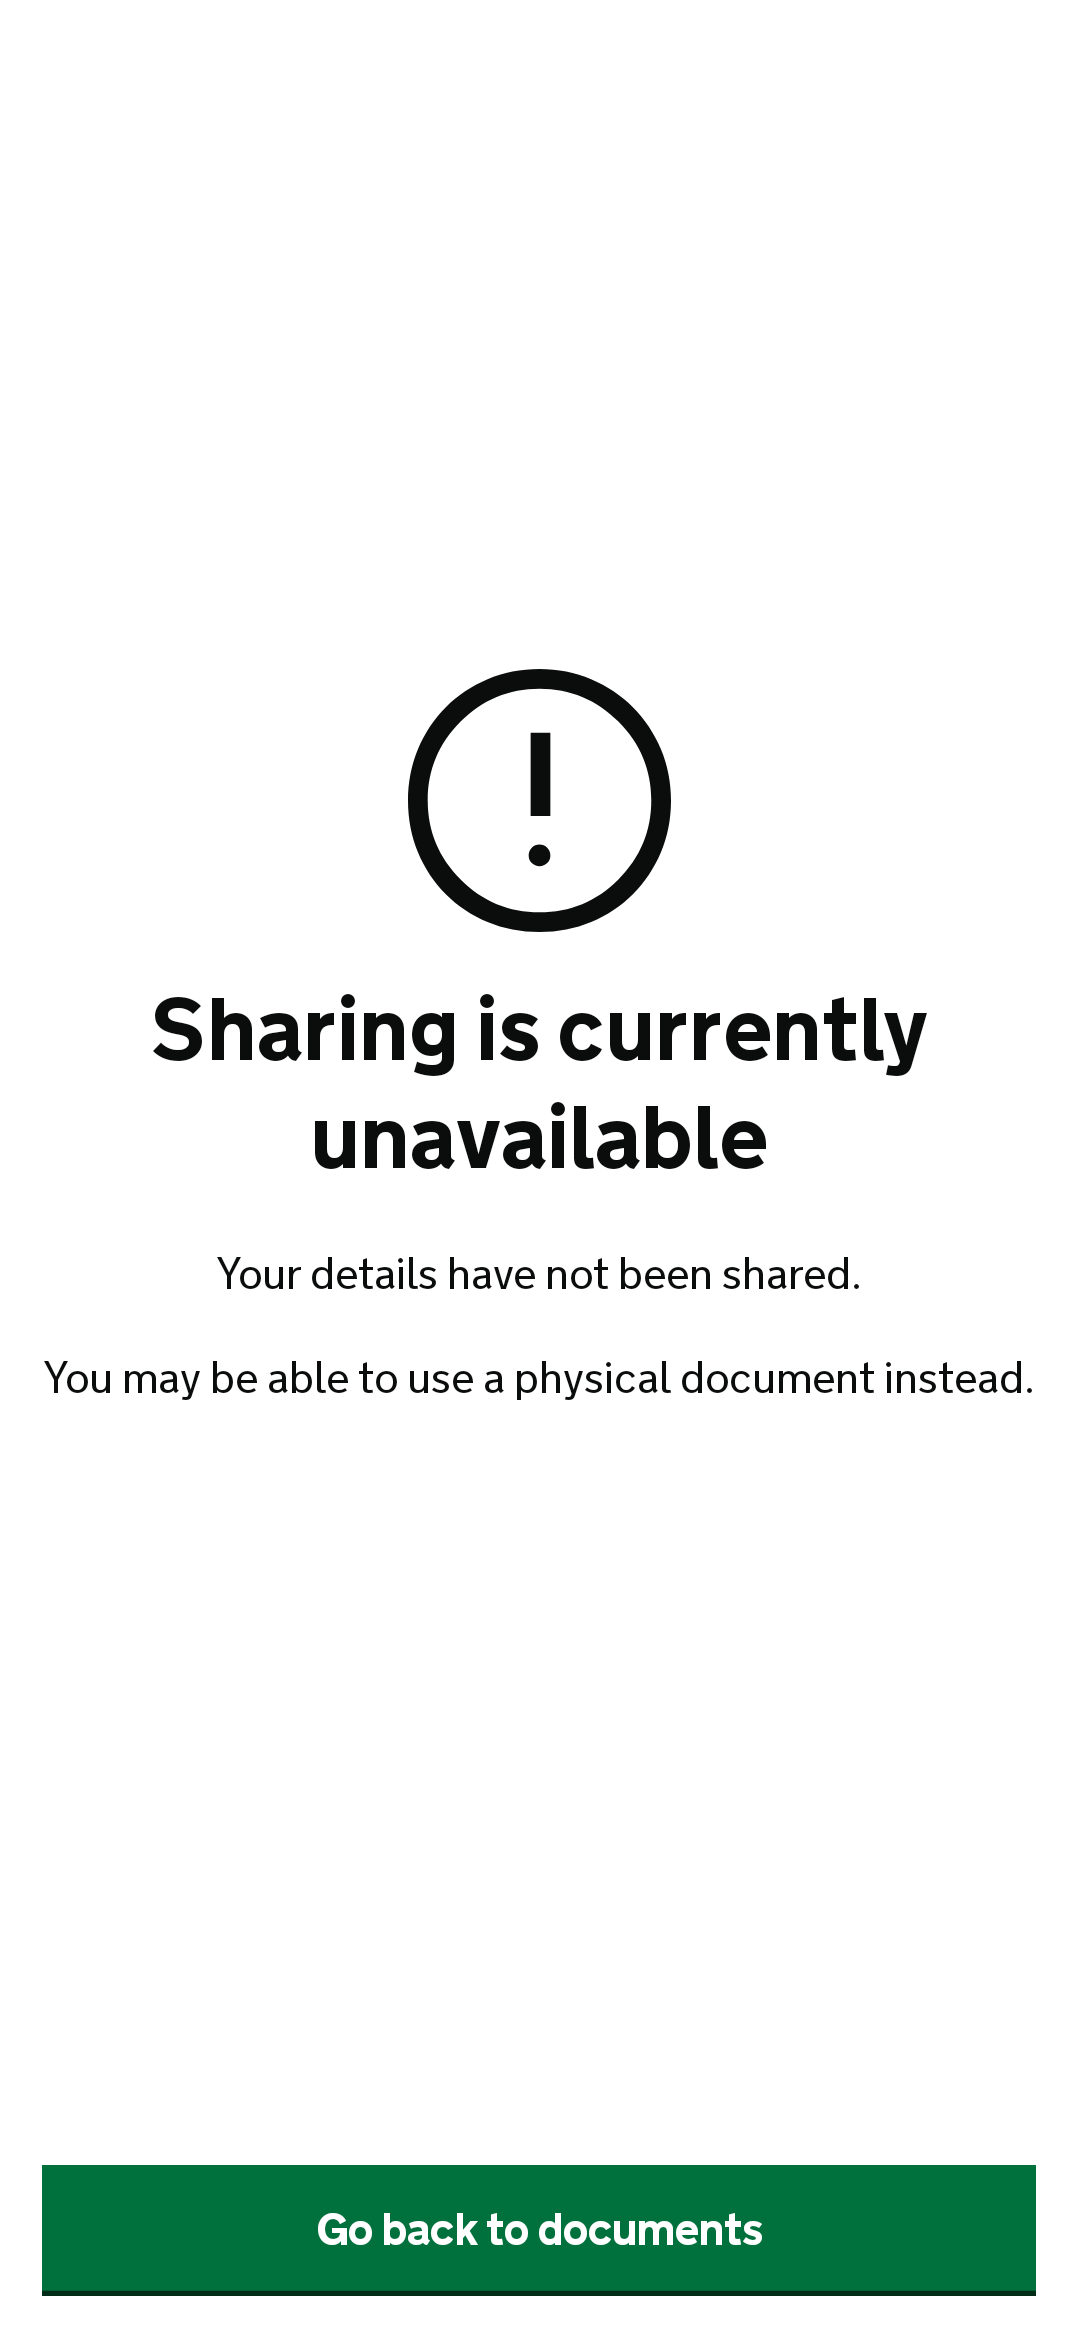 Sharing is currently
unavailable
Your details have not been shared.
You may be able to use a physical document instead.
Go back to documents